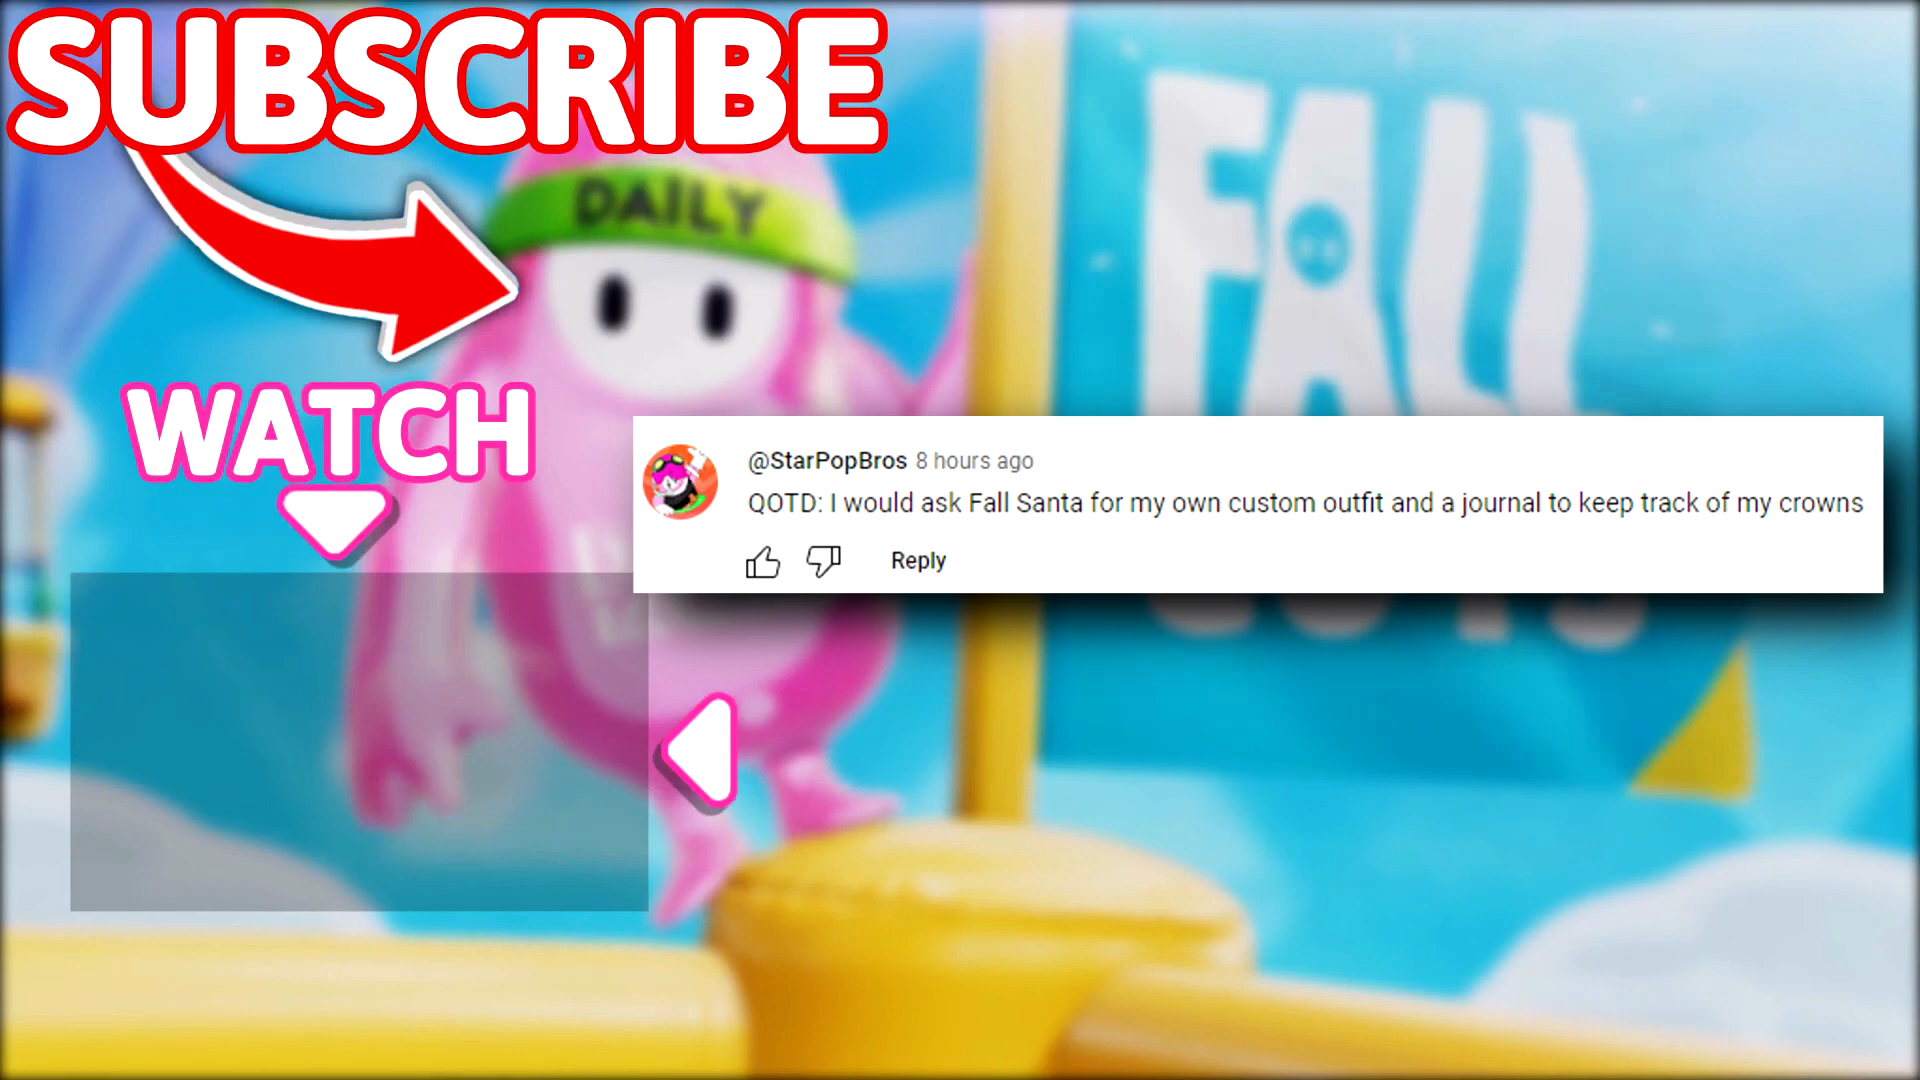 SUBSCRIBE
DAILY
FALL
WATCH
@StarPopBros 8 hours ago
QOTD: I would ask Fall Santa for my own custom outfit and a journal to keep track of my crowns
Reply